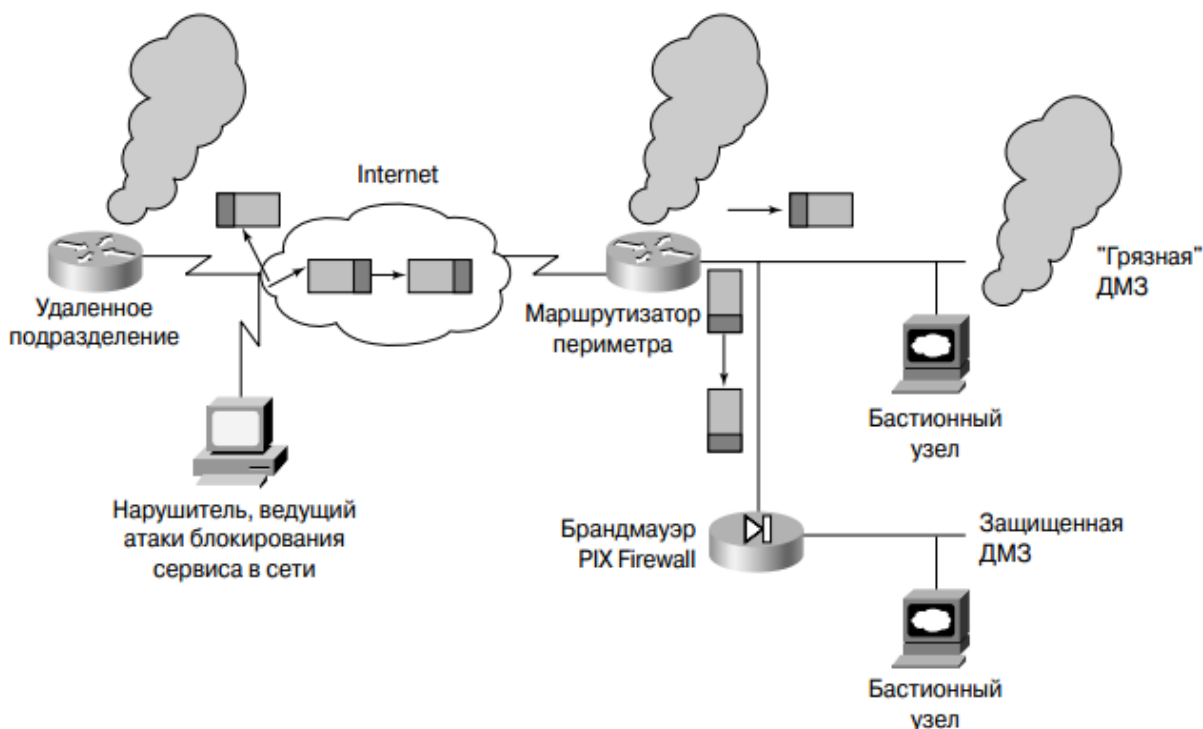 Internet
Удаленное
подразделение
Маршрутизатор
периметра
"Грязная"
ДМЗ
Бастионный
узел
Нарушитель, ведущий
атаки блокирования
сервиса в сети
Брандмауэр
PIX Firewall
Защищенная
ДМЗ
Бастионный
узел